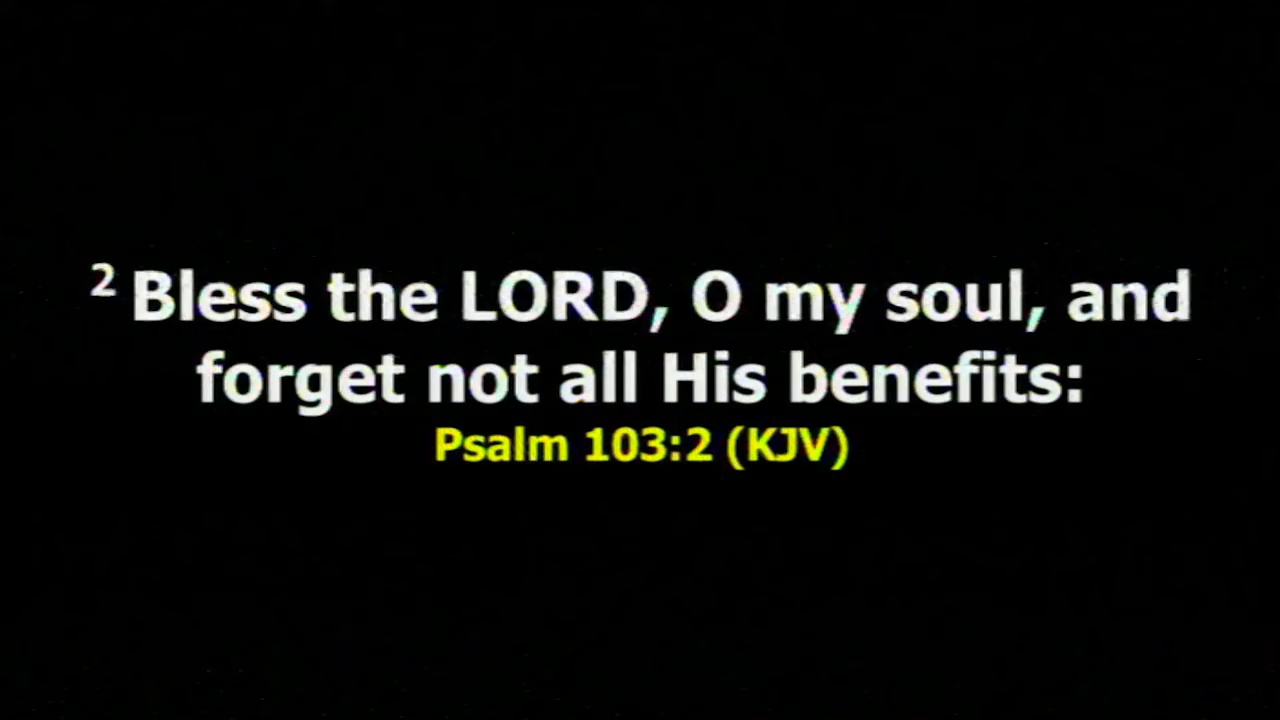 ² Bless the LORD, O my soul, and
forget not all His benefits:
Psalm 103:2 (KJV)